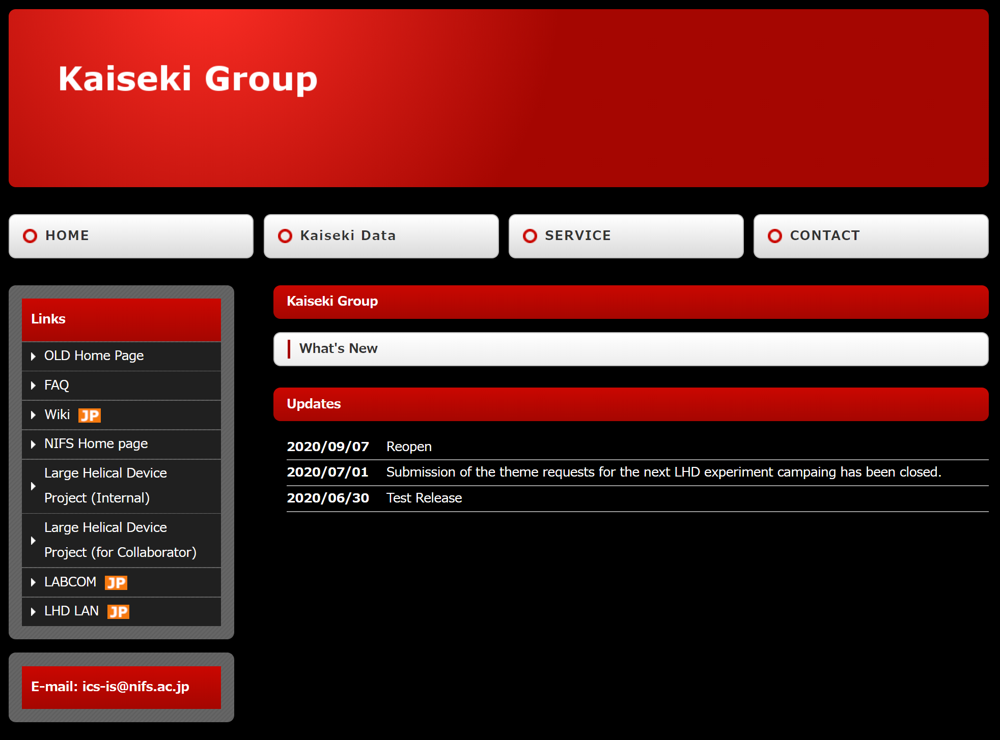 Kaiseki Group
HOME
Kaiseki Data
SERVICE
CONTACT
Links
OLD Home Page
FAQ
Wiki JP
NIFS Home page
Large Helical Device
Project (Internal)
Large Helical Device
Project (for Collaborator)
LABCOM JP
LHD LAN JP
E-mail: ics-is@nifs.ac.jp
Kaiseki Group
What's New
Updates
2020/09/07 Reopen
2020/07/01 Submission of the theme requests for the next LHD experiment campaing has been closed.
2020/06/30 Test Release